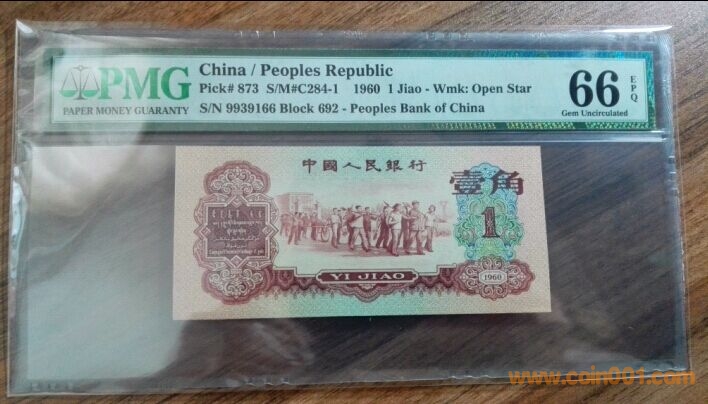 PMG
PAPER MONEY GUARANTY
China / Peoples Republic
Pick# 873 S/M#C284-1 1960 1 Jiao - Wmk: Open Star
S/N 9939166 Block 692 - Peoples Bank of China
66 EPQ
Gem Uncirculated
中國人民銀行
壹角
1
YI JIAO
1960
www.coin001.com